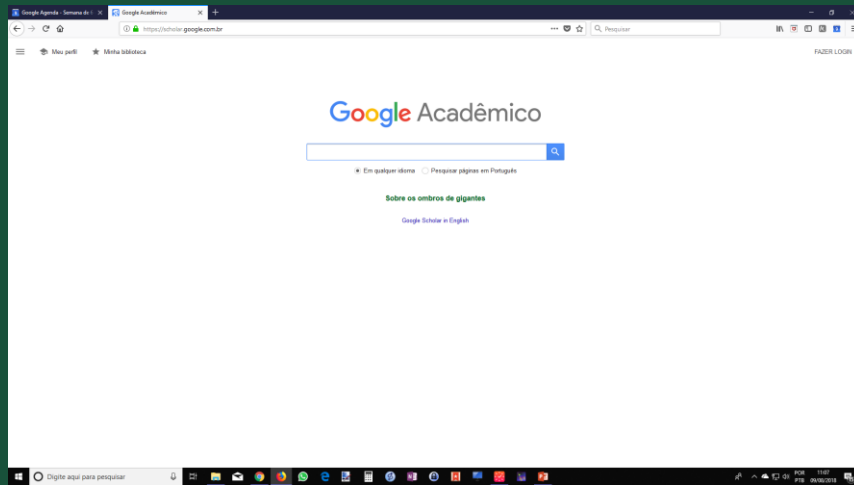 Google Agenda - Semana de
Google Acadêmico
https://scholar.google.com.br
Pesquisar
Meu perfil
Minha biblioteca
FAZER LOGIN
Google Acadêmico
Em qualquer idioma
Pesquisar páginas em Português
Sobre os ombros de gigantes
Google Scholar in English
Digite aqui para pesquisar
POR
PTB
11:07
09/08/2018